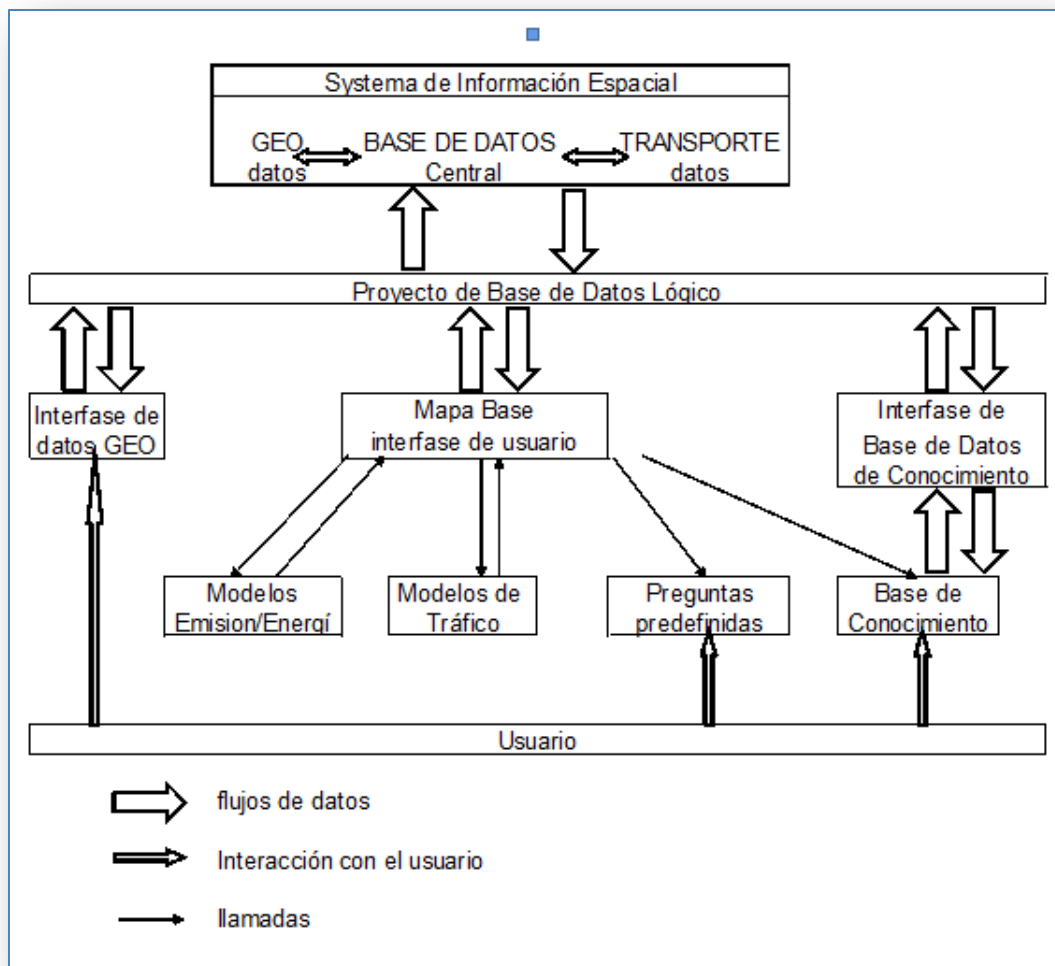 Systema de Información Espacial
GEO BASE DE DATOS TRANSPORTE
datos Central datos
Proyecto de Base de Datos Lógico
Interfase de
datos GEO
Mapa Base
interfase de usuario
Interfase de
Base de Datos
de Conocimiento
Modelos
Emision/Energí
Modelos de
Tráfico
Preguntas
predefinidas
Base de
Conocimiento
Usuario
flujos de datos
Interacción con el usuario
llamadas